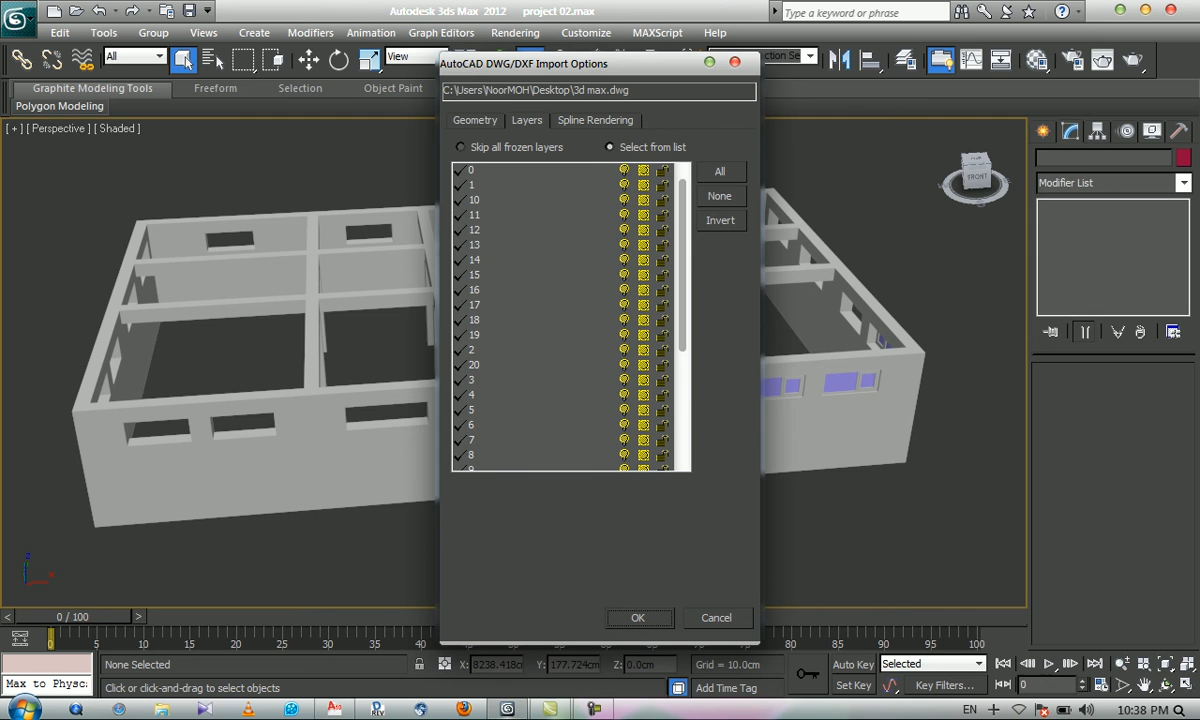 Autodesk 3ds Max 2012 project 02.max
Type a keyword or phrase
Edit Tools Group Views Create Modifiers Animation Graph Editors Rendering Customize MAXScript Help
All View
Graphite Modeling Tools Freeform Selection Object Paint
Polygon Modeling
[ + ] [ Perspective ] [ Shaded ]
FRONT
Modifier List
AutoCAD DWG/DXF Import Options
C:\Users\NoorMOH\Desktop\3d max.dwg
Geometry Layers Spline Rendering
Skip all frozen layers Select from list
0
1
10
11
12
13
14
15
16
17
18
19
2
20
3
4
5
6
7
8
9
All
None
Invert
OK Cancel
< 0 / 100 >
0 5 10 15 20 25 30 35 40 80 85 90 95 100
None Selected X: 8238.418c Y: 177.724cm Z: 0.0cm Grid = 10.0cm Auto Key Selected
Max to Physc
Click or click-and-drag to select objects Add Time Tag Set Key Key Filters... 0
EN 10:38 PM